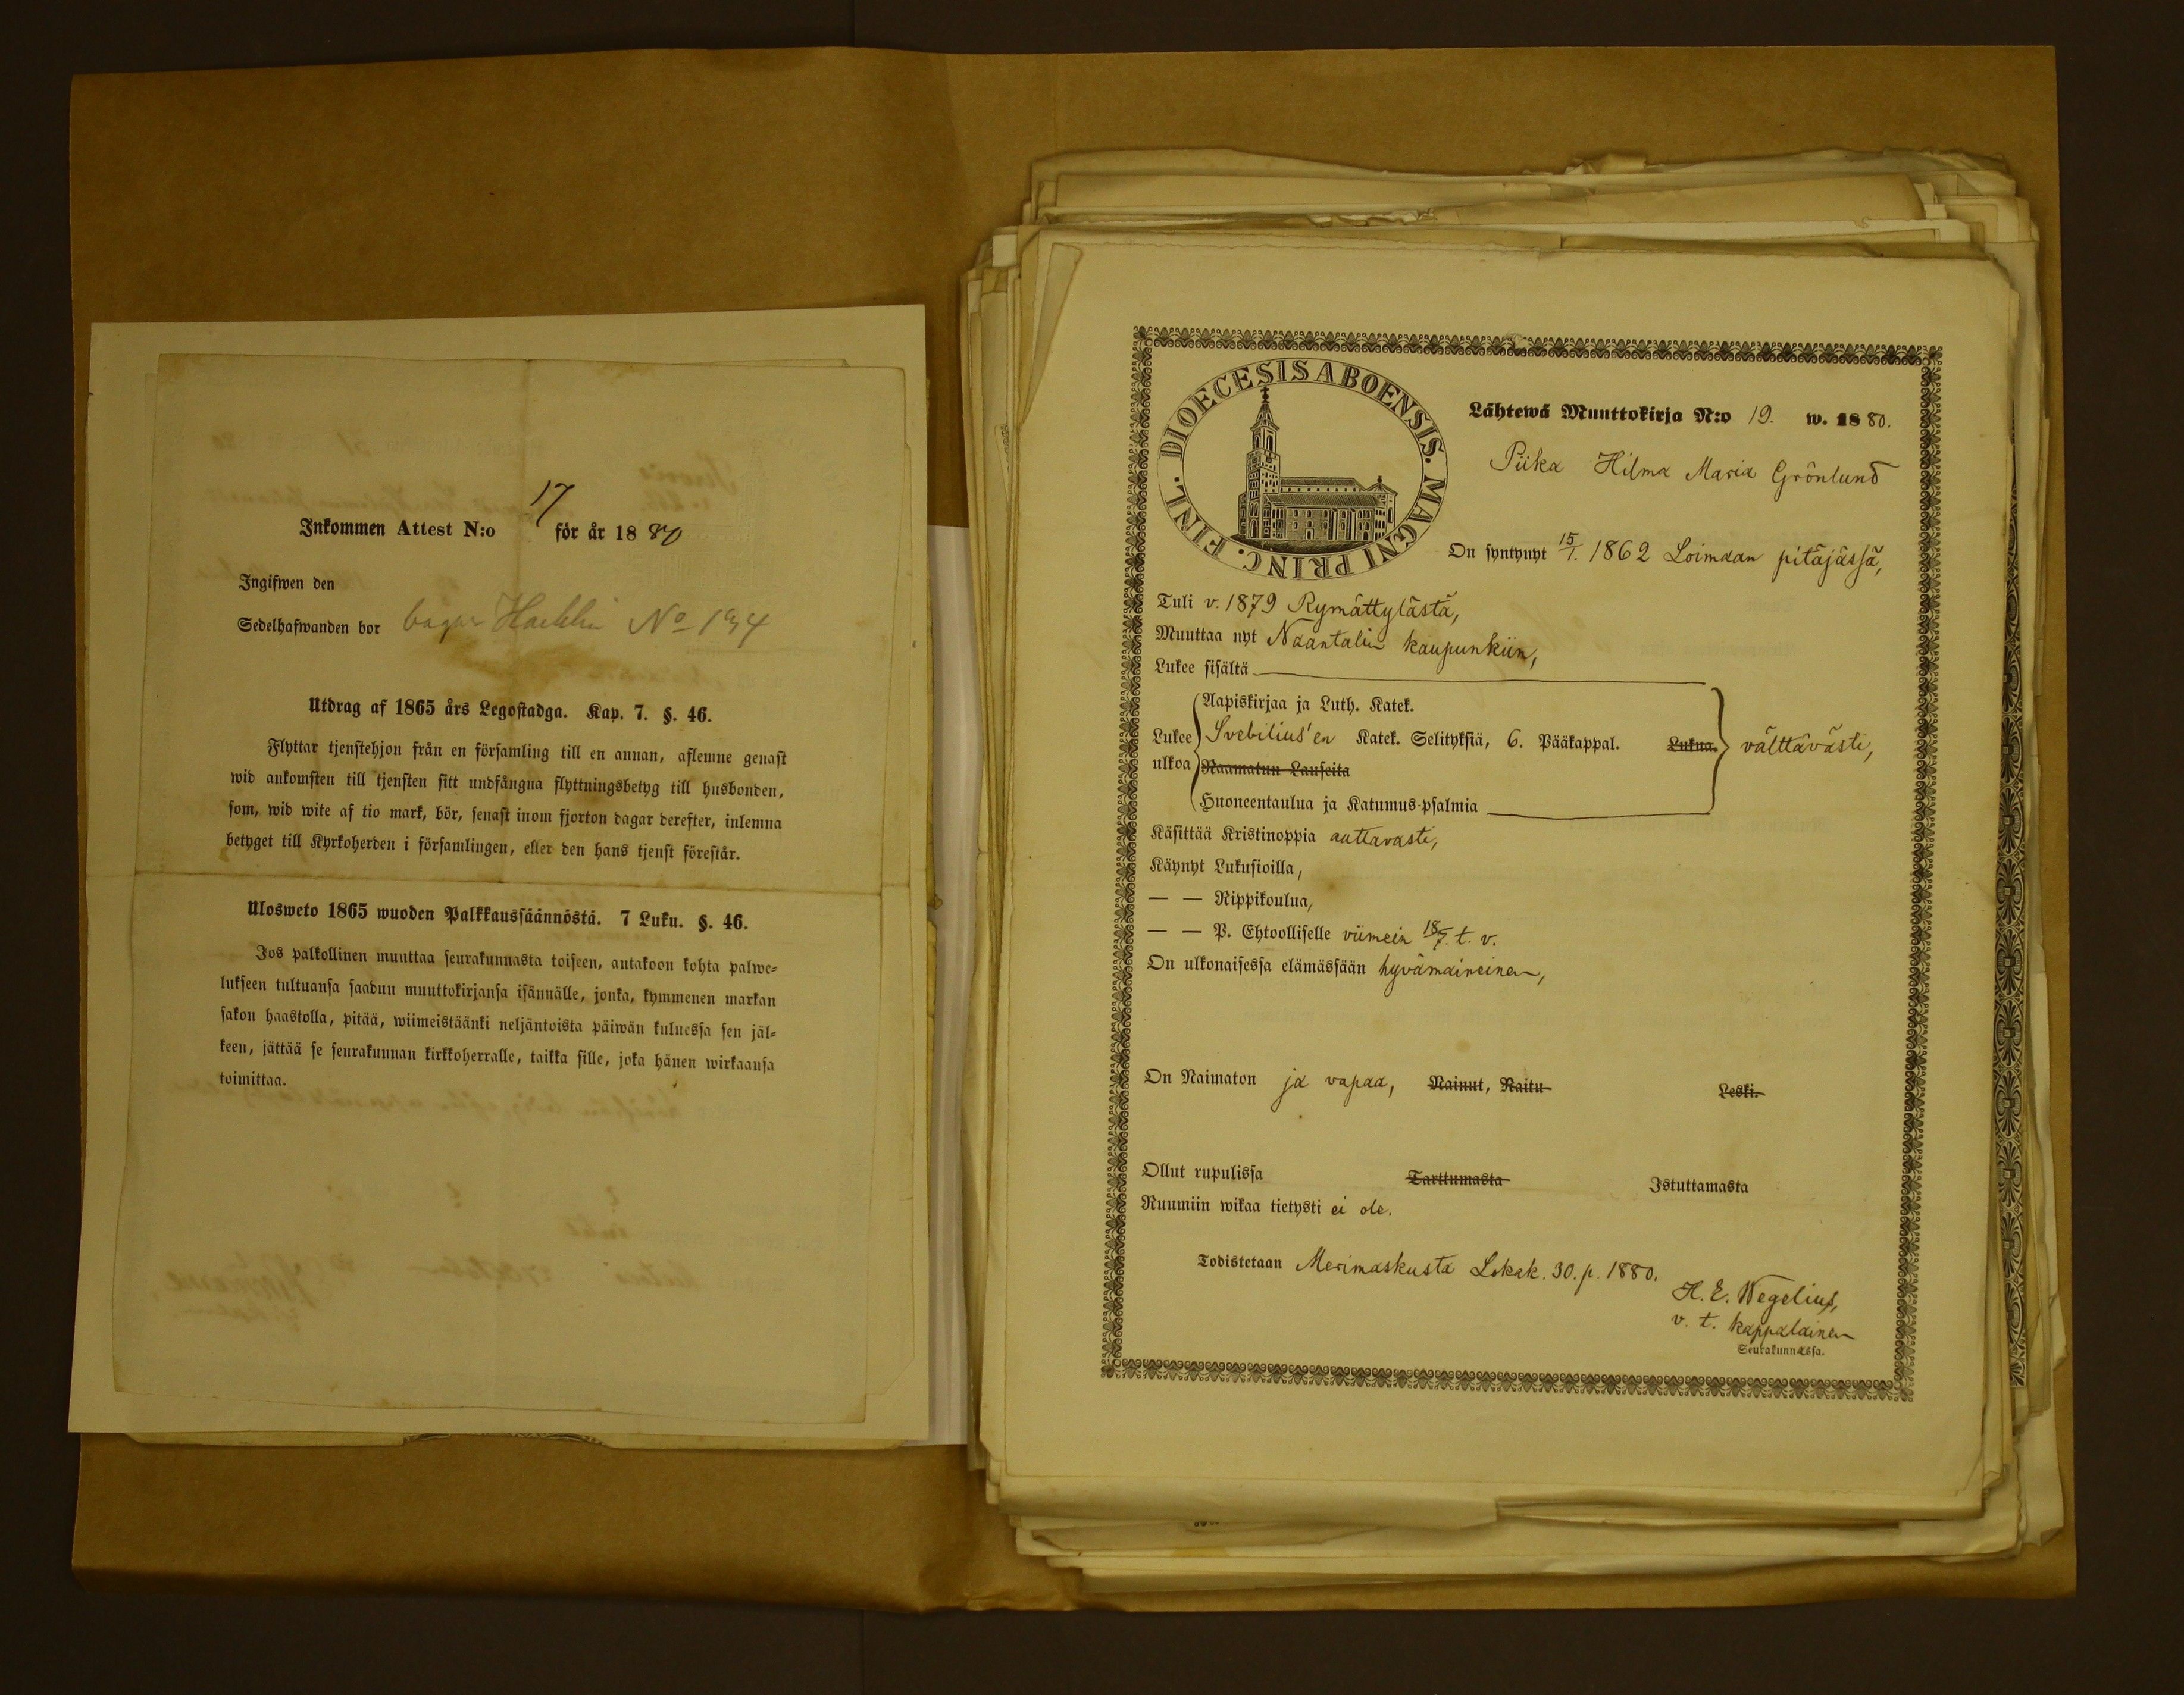 Inkommen Attest N:o 17 för år 1880
Ingifwen den
Sedelhafwanden bor bagar No 194
Utdrag af 1865 års Legostadga. Kap. 7. §. 46.
Flyttar tjenstehjon från en församling till en annan, aflemne genast
wid ankomsten till tjensten sitt undfångna flyttningsbetyg till husbonden,
som, wid wite af tio mark, bör, senast inom fjorton dagar derefter, inlemna
betyget till Kyrkoherden i församlingen, eller den hans tjenst förestår.
Ulosweto 1865 wuoden Palkkaussäännöstä. 7 Luku. §. 46.
Jos palkollinen muuttaa seurakunnasta toiseen, antakoon kohta palwe-
lukseen tultuansa saadun muuttokirjansa isännälle, jonka, kymmenen markan
sakon haastolla, pitää, wiimeistäänki neljäntoista päiwän kuluessa sen jäl-
keen, jättää se seurakunnan kirkkoherralle, taikka sille, joka hänen wirkaansa
toimittaa.
DIOECESIS ABOENSIS. MAGNI PRINC. FINL.
Lähtewä Muuttokirja N:o 19. w. 1880.
Piika Hilma Maria Grönlund
On syntynyt 15/1. 1862 Loimaan pitäjässä,
Tuli v. 1879 Rymättylästä,
Muuttaa nyt Naantalin kaupunkiin,
Lukee sisältä
Lukee ulkoa
Aapiskirjaa ja Luth. Katek.
Svebilius'en Katek. Selityksiä, 6. Pääkappal. Lukua. välttävästi,
Raamatun Lauseita
Huoneentaulua ja Katumus-psalmia
Käsittää Kristinoppia auttavasti,
Käynyt Lukusioilla,
— — Rippikoulua,
— — P. Ehtoolliselle viimein 18/7. t. v.
On ulkonaisessa elämässään hyvämaineinen,
On Naimaton ja vapaa, Nainut, Naitu Leski.
Ollut rupulissa Tarttumasta Istuttamasta
Ruumiin wikaa tietysti ei ole.
Todistetaan Merimaskusta Lokak. 30. p. 1880.
H. E. Wegelius,
v. t. kappalainen
Seurakunnassa.